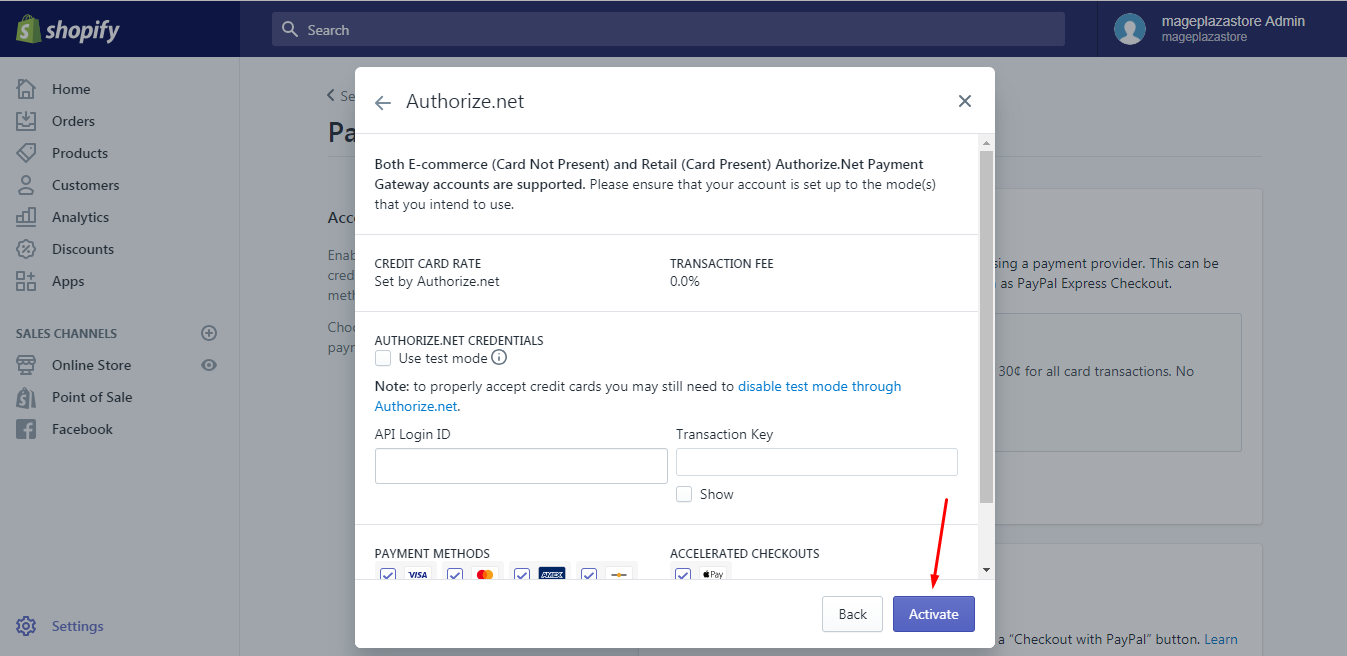 shopify
Search
mageplazastore Admin
mageplazastore
Home
Orders
Products
Customers
Analytics
Discounts
Apps
SALES CHANNELS
Online Store
Point of Sale
Facebook
Settings
Se
Pa
Acc
Enab
cred
meth
Choo
paym
Authorize.net
Both E-commerce (Card Not Present) and Retail (Card Present) Authorize.Net Payment
Gateway accounts are supported. Please ensure that your account is set up to the mode(s)
that you intend to use.
CREDIT CARD RATE
Set by Authorize.net
TRANSACTION FEE
0.0%
AUTHORIZE.NET CREDENTIALS
Use test mode
Note: to properly accept credit cards you may still need to disable test mode through
Authorize.net.
API Login ID
Transaction Key
Show
PAYMENT METHODS
VISA
AMEX
ACCELERATED CHECKOUTS
Pay
Back
Activate
sing a payment provider. This can be
as PayPal Express Checkout.
30¢ for all card transactions. No
a “Checkout with PayPal” button. Learn